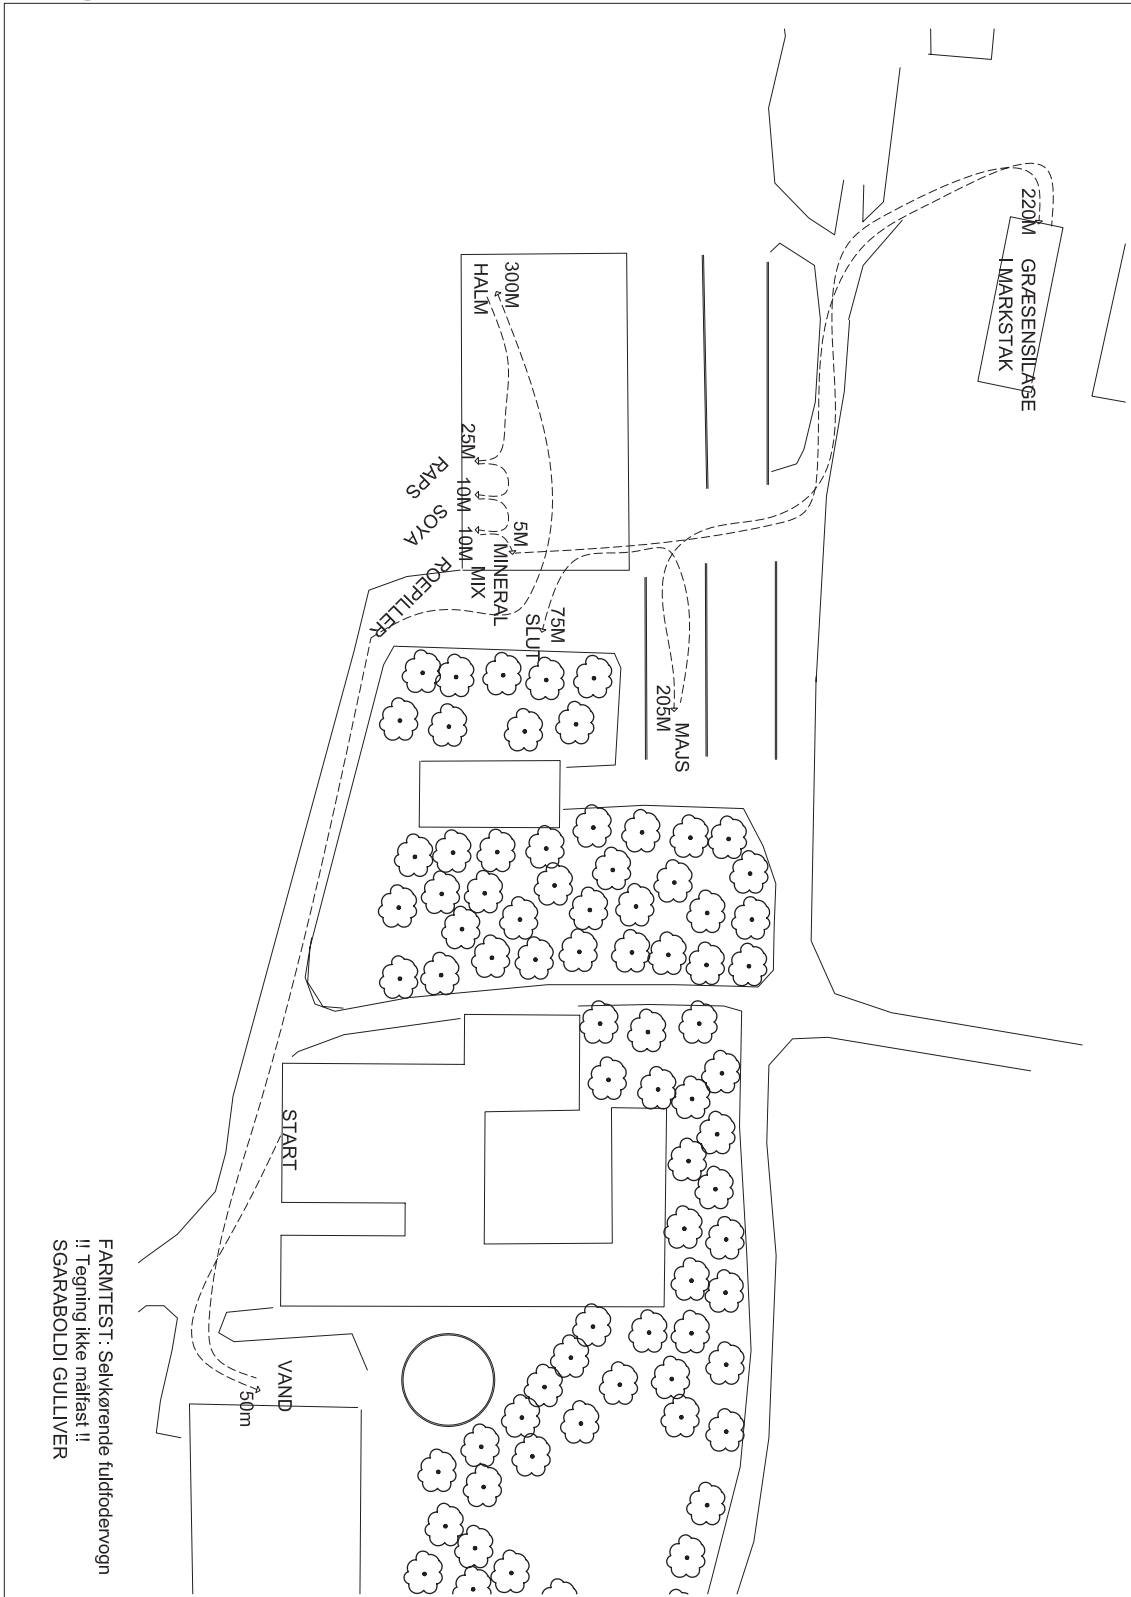 220M
GRÆSENSILAGE
I MARKSTAK
300M
HALM
25M
RAPS
10M
SOYA
10M
ROEPILLER
5M
MINERAL
MIX
75M
SLUT
205M
MAJS
START
VAND
50m
FARMTEST: Selvkørende fuldfodervogn
!! Tegning ikke målfast !!
SGARABOLDI GULLIVER